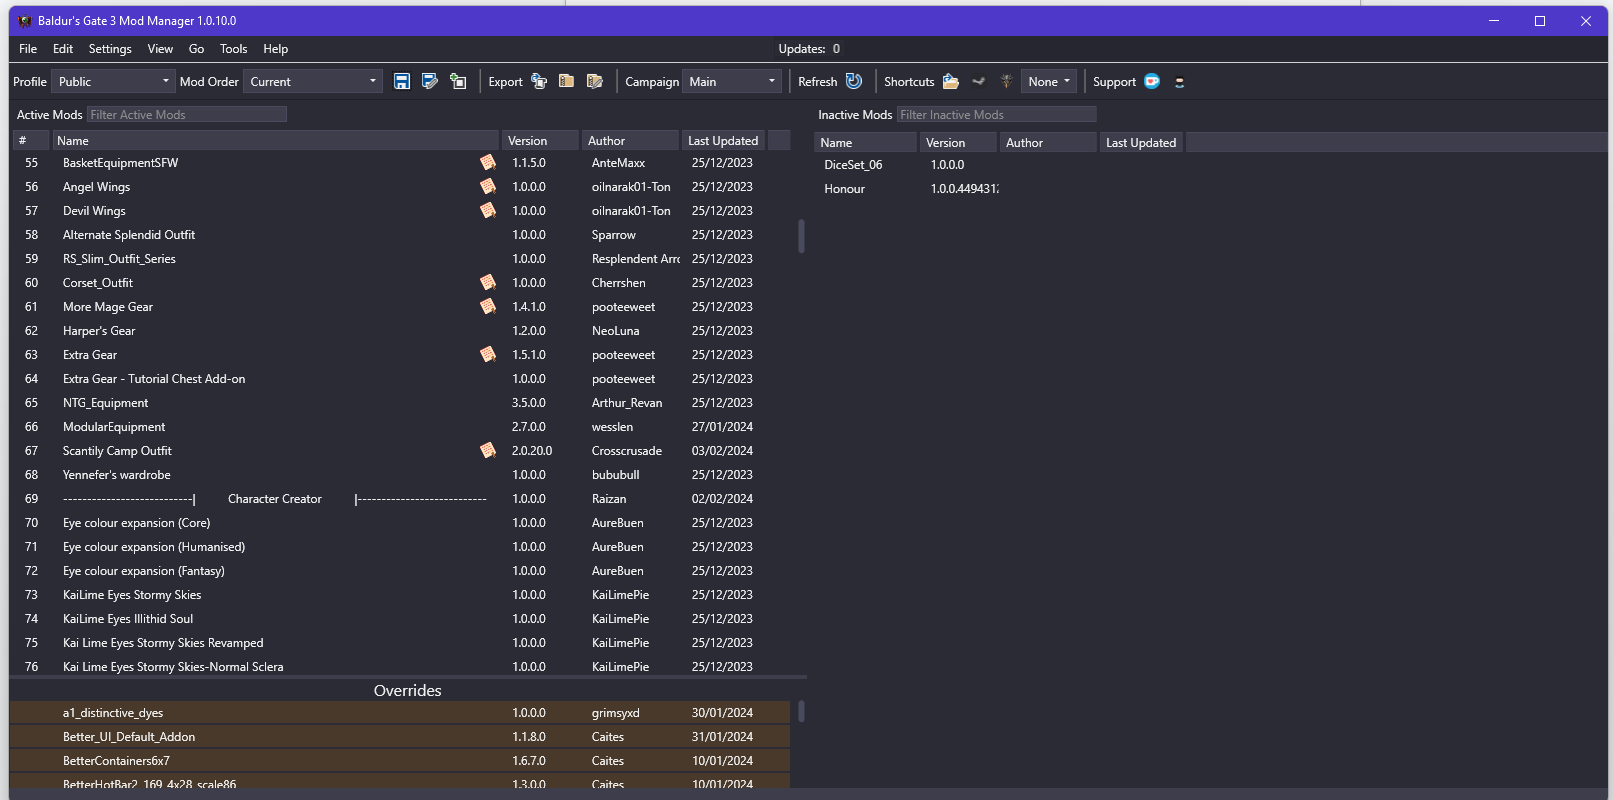 Baldur's Gate 3 Mod Manager 1.0.10.0
File Edit Settings View Go Tools Help Updates: 0
Profile Public Mod Order Current Export Campaign Main Refresh Shortcuts None Support
Active Mods Filter Active Mods
# Name Version Author Last Updated
55 BasketEquipmentSFW 1.1.5.0 AnteMaxx 25/12/2023
56 Angel Wings 1.0.0.0 oilnarak01-Ton 25/12/2023
57 Devil Wings 1.0.0.0 oilnarak01-Ton 25/12/2023
58 Alternate Splendid Outfit 1.0.0.0 Sparrow 25/12/2023
59 RS_Slim_Outfit_Series 1.0.0.0 Resplendent Arro 25/12/2023
60 Corset_Outfit 1.0.0.0 Cherrshen 25/12/2023
61 More Mage Gear 1.4.1.0 pooteeweet 25/12/2023
62 Harper's Gear 1.2.0.0 NeoLuna 25/12/2023
63 Extra Gear 1.5.1.0 pooteeweet 25/12/2023
64 Extra Gear - Tutorial Chest Add-on 1.0.0.0 pooteeweet 25/12/2023
65 NTG_Equipment 3.5.0.0 Arthur_Revan 25/12/2023
66 ModularEquipment 2.7.0.0 wesslen 27/01/2024
67 Scantily Camp Outfit 2.0.20.0 Crosscrusade 03/02/2024
68 Yennefer's wardrobe 1.0.0.0 bububull 25/12/2023
69 ---------------------------| Character Creator |--------------------------- 1.0.0.0 Raizan 02/02/2024
70 Eye colour expansion (Core) 1.0.0.0 AureBuen 25/12/2023
71 Eye colour expansion (Humanised) 1.0.0.0 AureBuen 25/12/2023
72 Eye colour expansion (Fantasy) 1.0.0.0 AureBuen 25/12/2023
73 KaiLime Eyes Stormy Skies 1.0.0.0 KaiLimePie 25/12/2023
74 KaiLime Eyes Illithid Soul 1.0.0.0 KaiLimePie 25/12/2023
75 Kai Lime Eyes Stormy Skies Revamped 1.0.0.0 KaiLimePie 25/12/2023
76 Kai Lime Eyes Stormy Skies-Normal Sclera 1.0.0.0 KaiLimePie 25/12/2023
Overrides
a1_distinctive_dyes 1.0.0.0 grimsyxd 30/01/2024
Better_UI_Default_Addon 1.1.8.0 Caites 31/01/2024
BetterContainers6x7 1.6.7.0 Caites 10/01/2024
BetterHotBar2_169_4x28_scale86 1.3.0.0 Caites 10/01/2024
Inactive Mods Filter Inactive Mods
Name Version Author Last Updated
DiceSet_06 1.0.0.0
Honour 1.0.0.4494312